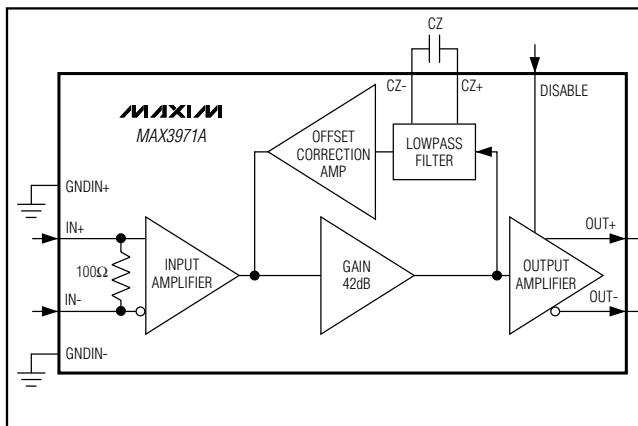 CZ
CZ-
CZ+
DISABLE
MAXIM
MAX3971A
OFFSET
CORRECTION
AMP
LOWPASS
FILTER
GNDIN+
IN+
100Ω
IN-
GNDIN-
INPUT
AMPLIFIER
GAIN
42dB
OUTPUT
AMPLIFIER
OUT+
OUT-